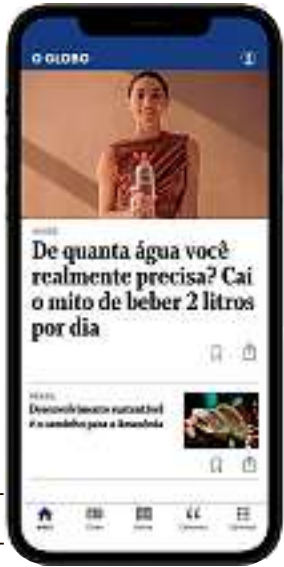 O GLOBO
De quanta água você
realmente precisa? Cai
o mito de beber 2 litros
por dia
BRASIL
Desenvolvimento sustentável
é o caminho para a Amazônia